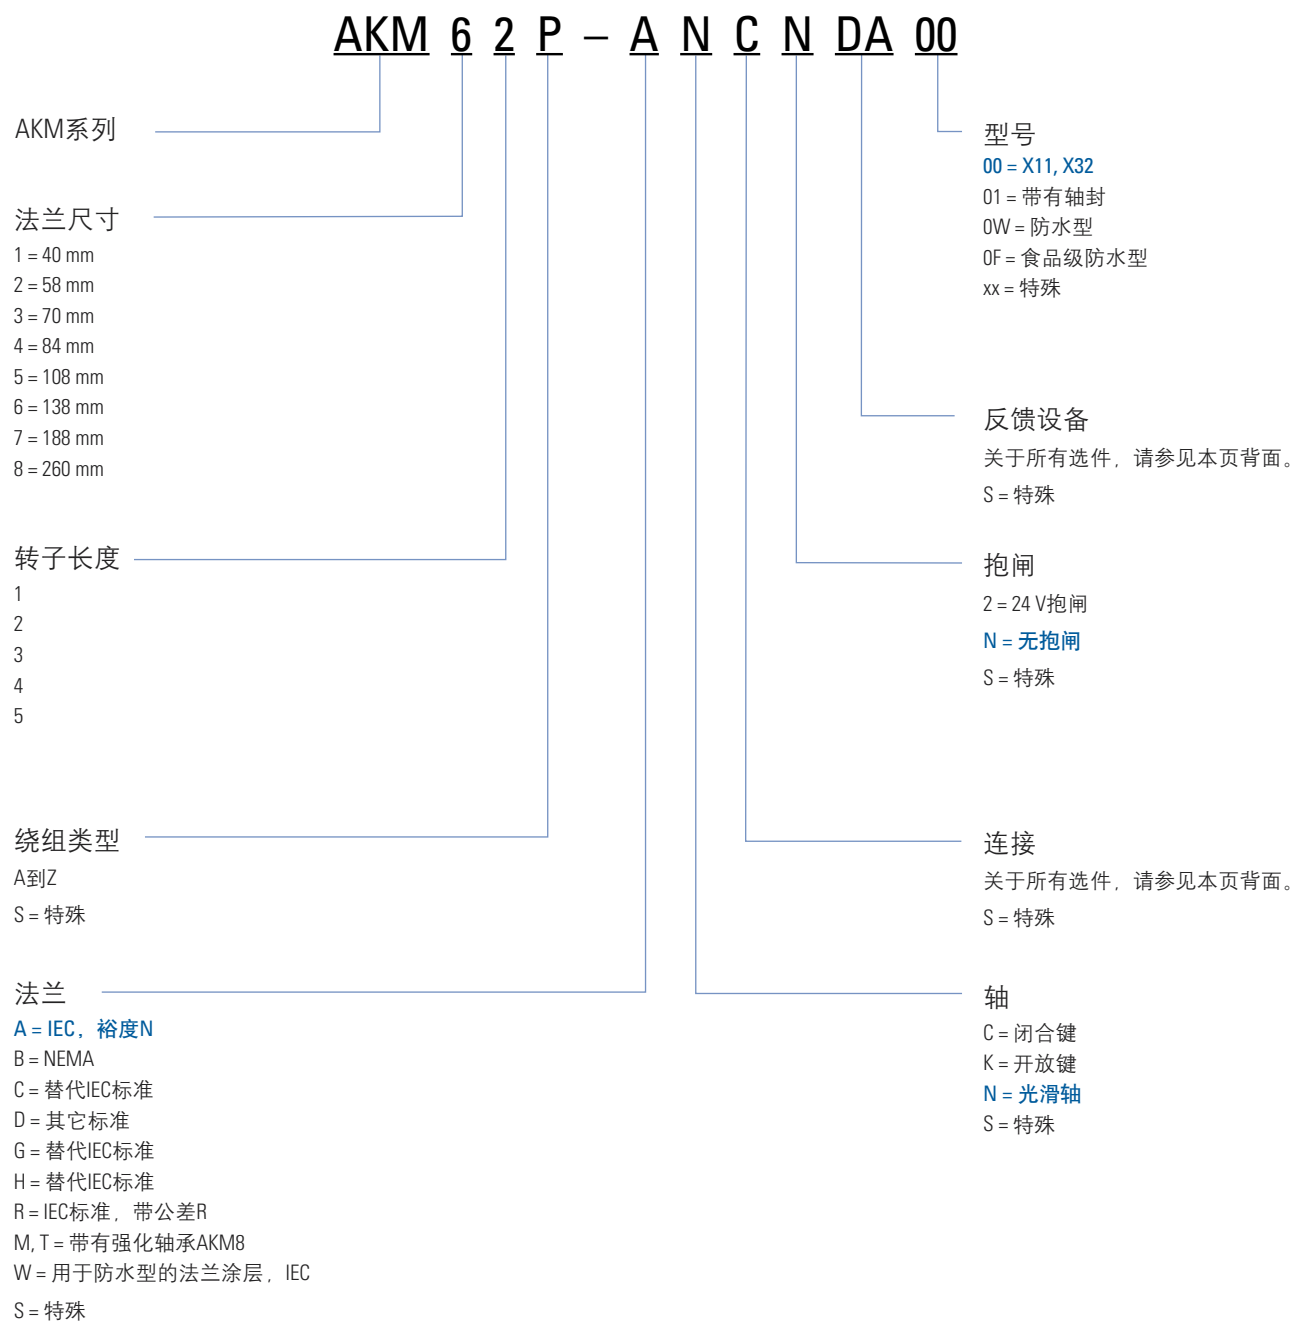 AKM 6 2 P – A N C N DA 00
AKM系列
法兰尺寸
1 = 40 mm
2 = 58 mm
3 = 70 mm
4 = 84 mm
5 = 108 mm
6 = 138 mm
7 = 188 mm
8 = 260 mm
转子长度
1
2
3
4
5
绕组类型
A到Z
S = 特殊
法兰
A = IEC，裕度N
B = NEMA
C = 替代IEC标准
D = 其它标准
G = 替代IEC标准
H = 替代IEC标准
R = IEC标准，带公差R
M, T = 带有强化轴承AKM8
W = 用于防水型的法兰涂层，IEC
S = 特殊
型号
00 = X11, X32
01 = 带有轴封
0W = 防水型
0F = 食品级防水型
xx = 特殊
反馈设备
关于所有选件，请参见本页背面。
S = 特殊
抱闸
2 = 24 V抱闸
N = 无抱闸
S = 特殊
连接
关于所有选件，请参见本页背面。
S = 特殊
轴
C = 闭合键
K = 开放键
N = 光滑轴
S = 特殊